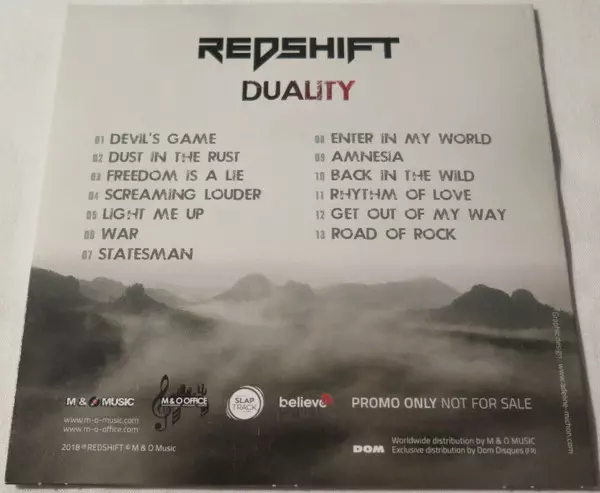 REDSHIFT
DUALITY
01 DEVIL'S GAME
02 DUST IN THE RUST
03 FREEDOM IS A LIE
04 SCREAMING LOUDER
05 LIGHT ME UP
06 WAR
07 STATESMAN
08 ENTER IN MY WORLD
09 AMNESIA
10 BACK IN THE WILD
11 RHYTHM OF LOVE
12 GET OUT OF MY WAY
13 ROAD OF ROCK
M & O MUSIC
M & O OFFICE
SLAP TRACK
believe
PROMO ONLY NOT FOR SALE
www.m-o-music.com
www.m-o-office.com
2018 ® REDSHIFT © M & O Music
DOM
Worldwide distribution by M & O MUSIC
Exclusive distribution by Dom Disques (FR)